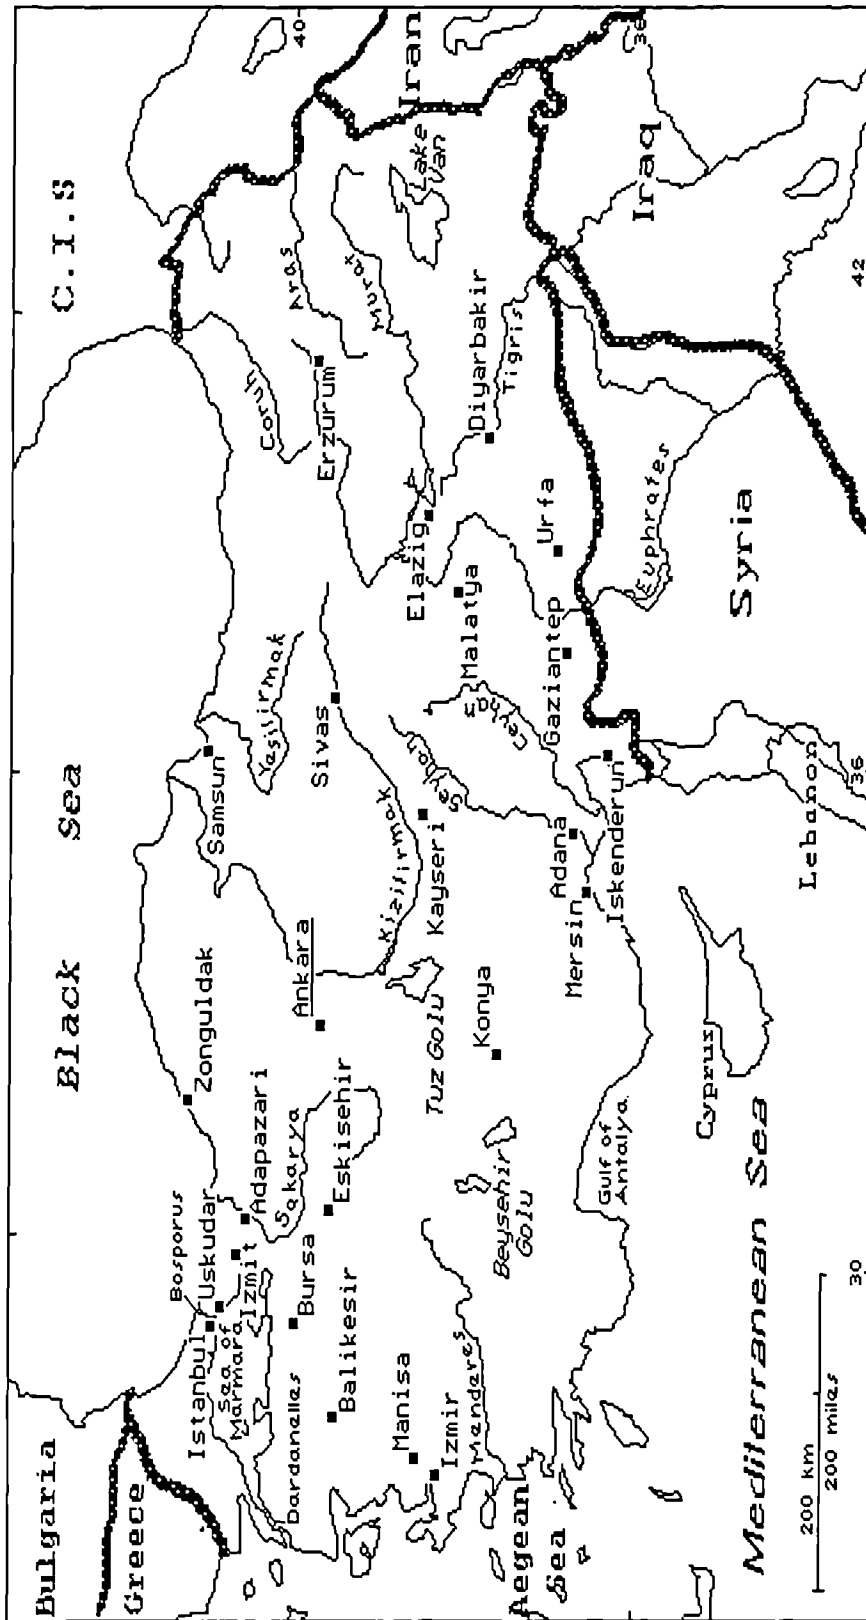 Bulgaria
Greece
Black Sea
C.I.S
40
Bosporus
Istanbul
Uskudar
Izmit
Sea of
Marmara
Adapazari
Zonguldak
Samsun
Coruh
Yesilirmak
Sakarya
Dardanelles
Bursa
Eskisehir
Ankara
Sivas
Erzurum
Aras
Murat
Iran
Balikesir
Kizilirmak
Manisa
Izmir
Menderes
Tuz Golu
Kayseri
Seyhan
Elazig
Malatya
Lake
Van
Beysehir
Golu
Konya
Ceyhan
Diyarbakir
Tigris
Aegean
Sea
Gulf of
Antalya
Mersin
Adana
Iskenderun
Gaziantep
Urfa
38
Iraq
Euphrates
Cyprus
Syria
Mediterranean Sea
Lebanon
200 km
200 miles
30
36
42